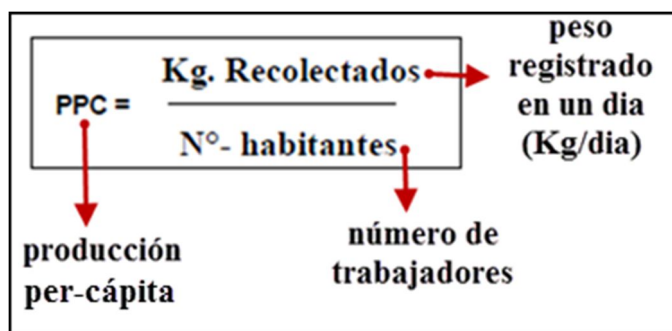 PPC =
Kg. Recolectados
N°- habitantes
peso
registrado
en un dia
(Kg/dia)
producción
per-cápita
número de
trabajadores